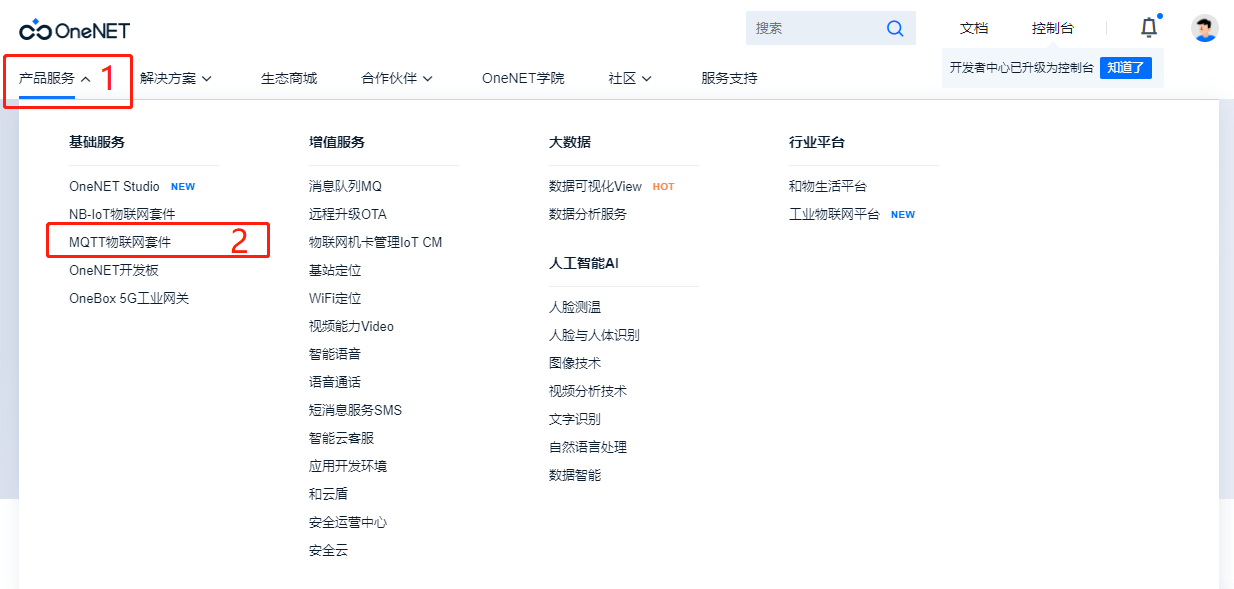 OneNET
搜索
文档
控制台
产品服务
1
解决方案
生态商城
合作伙伴
OneNET学院
社区
服务支持
开发者中心已升级为控制台
知道了
基础服务
OneNET Studio NEW
NB-IoT物联网套件
MQTT物联网套件
2
OneNET开发板
OneBox 5G工业网关
增值服务
消息队列MQ
远程升级OTA
物联网机卡管理IoT CM
基站定位
WiFi定位
视频能力Video
智能语音
语音通话
短消息服务SMS
智能云客服
应用开发环境
和云盾
安全运营中心
安全云
大数据
数据可视化View HOT
数据分析服务
人工智能AI
人脸测温
人脸与人体识别
图像技术
视频分析技术
文字识别
自然语言处理
数据智能
行业平台
和物生活平台
工业物联网平台 NEW